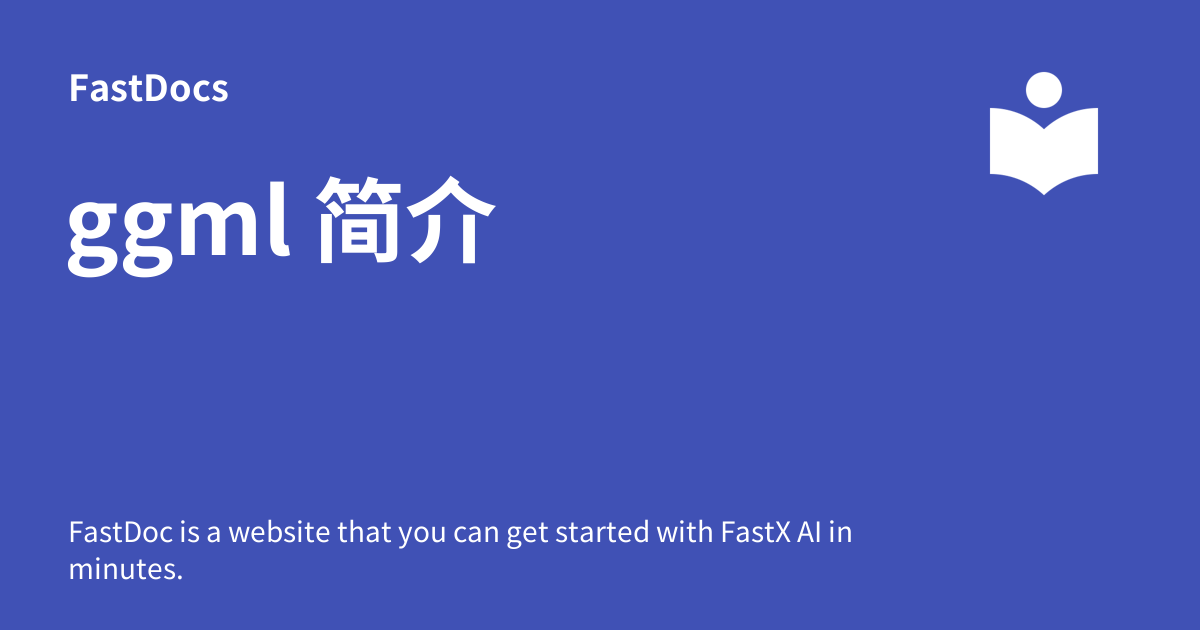 FastDocs
ggml 简介
FastDoc is a website that you can get started with FastX AI in
minutes.